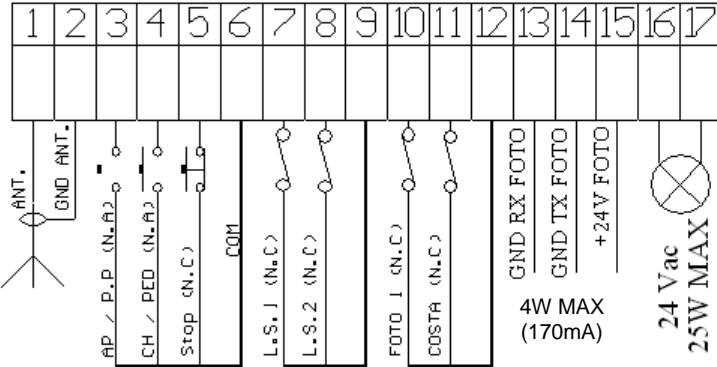 1 2 3 4 5 6 7 8 9 10 11 12 13 14 15 16 17
ANT.
GND ANT.
AP / P.P (N.A)
CH / PED (N.A)
Stop (N.C)
COM
L.S.1 (N.C)
L.S.2 (N.C)
FOTO 1 (N.C)
COSTA (N.C)
GND RX FOTO
GND TX FOTO
+24V FOTO
4W MAX
(170mA)
24 Vac
25W MAX